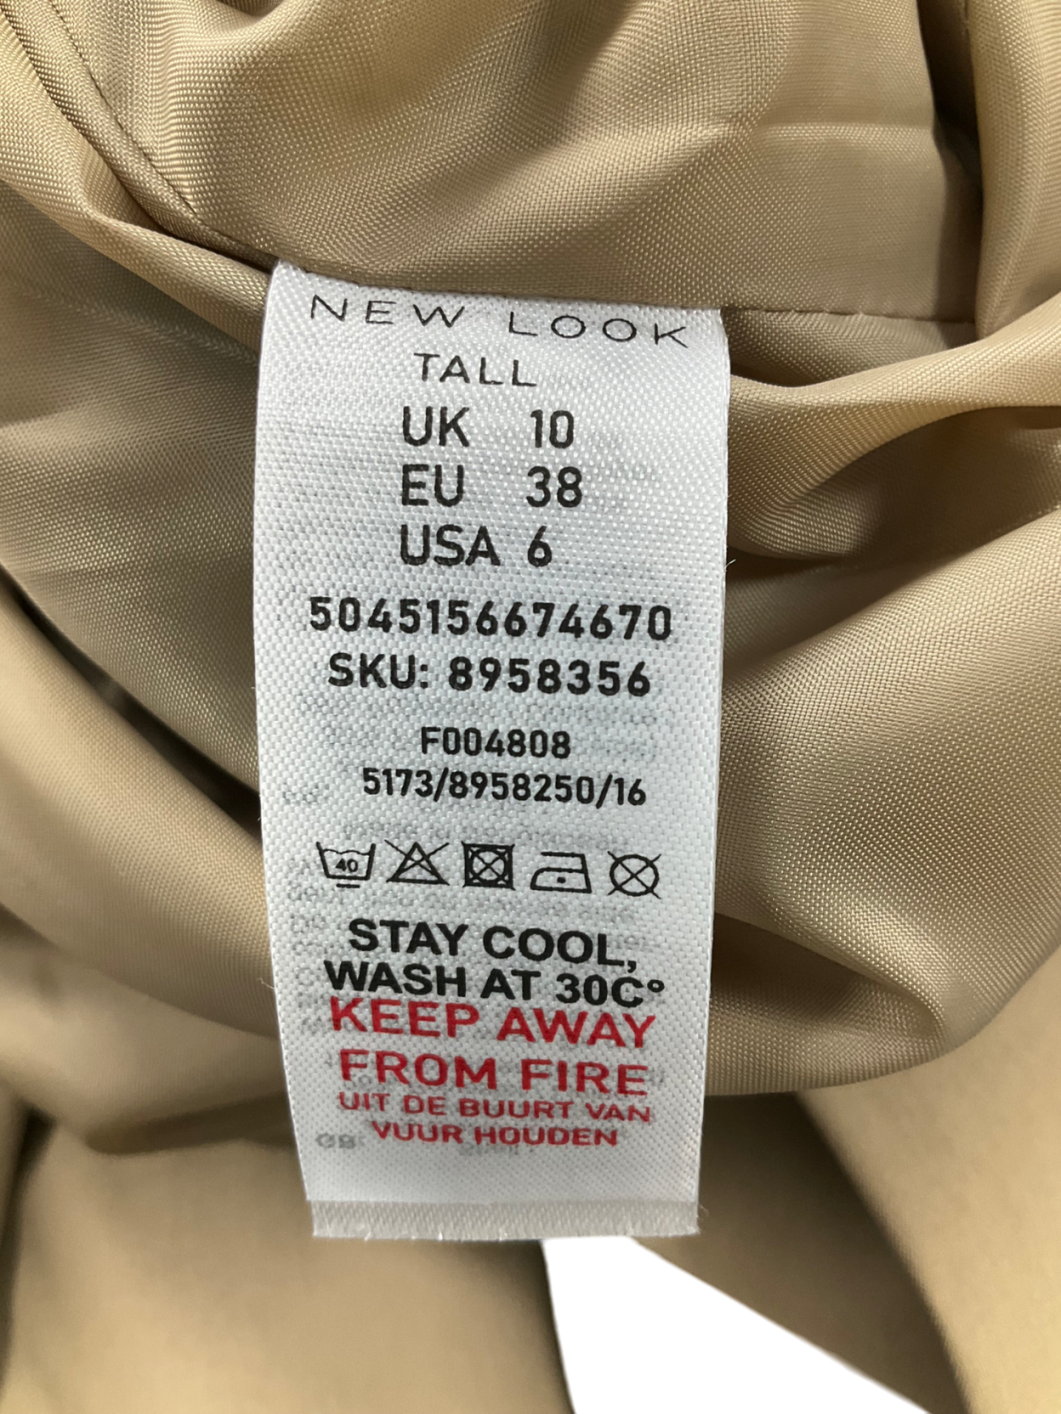 NEW LOOK
TALL
UK 10
EU 38
USA 6
5045156674670
SKU: 8958356
F004808
5173/8958250/16
40
STAY COOL,
WASH AT 30C°
KEEP AWAY
FROM FIRE
UIT DE BUURT VAN
VUUR HOUDEN